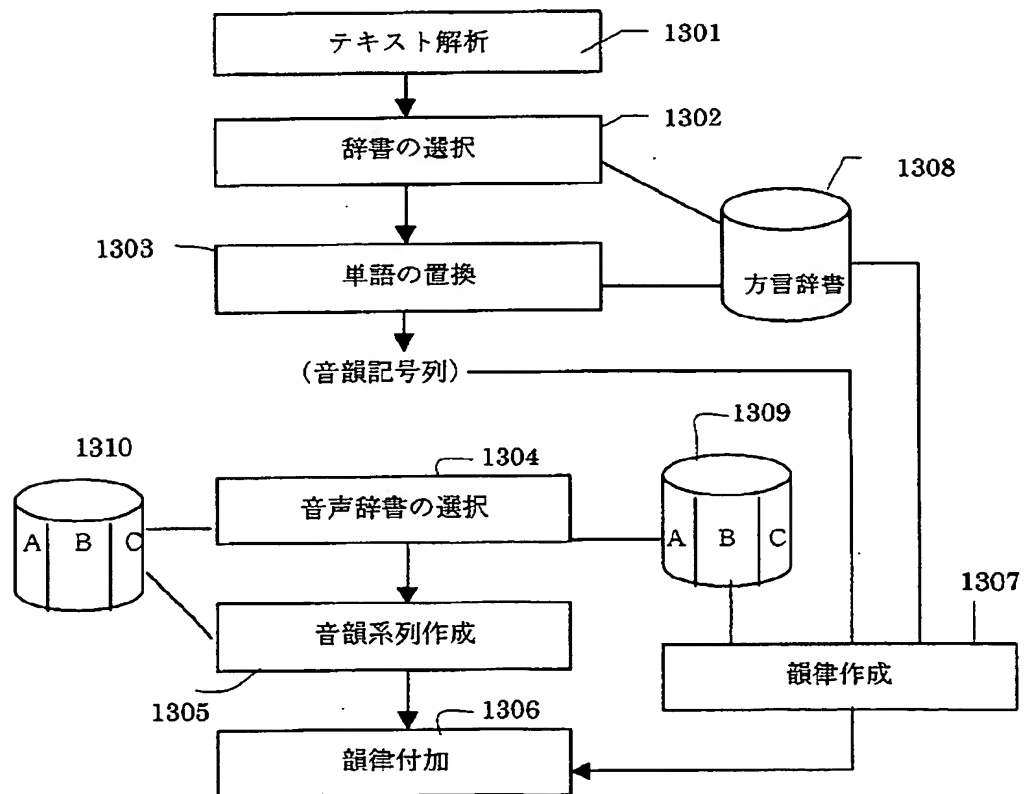 テキスト解析
1301
辞書の選択
1302
1308
1303
単語の置換
方言辞書
(音韻記号列)
1309
1310
1304
音声辞書の選択
A B C
A B C
1307
音韻系列作成
韻律作成
1305
1306
韻律付加